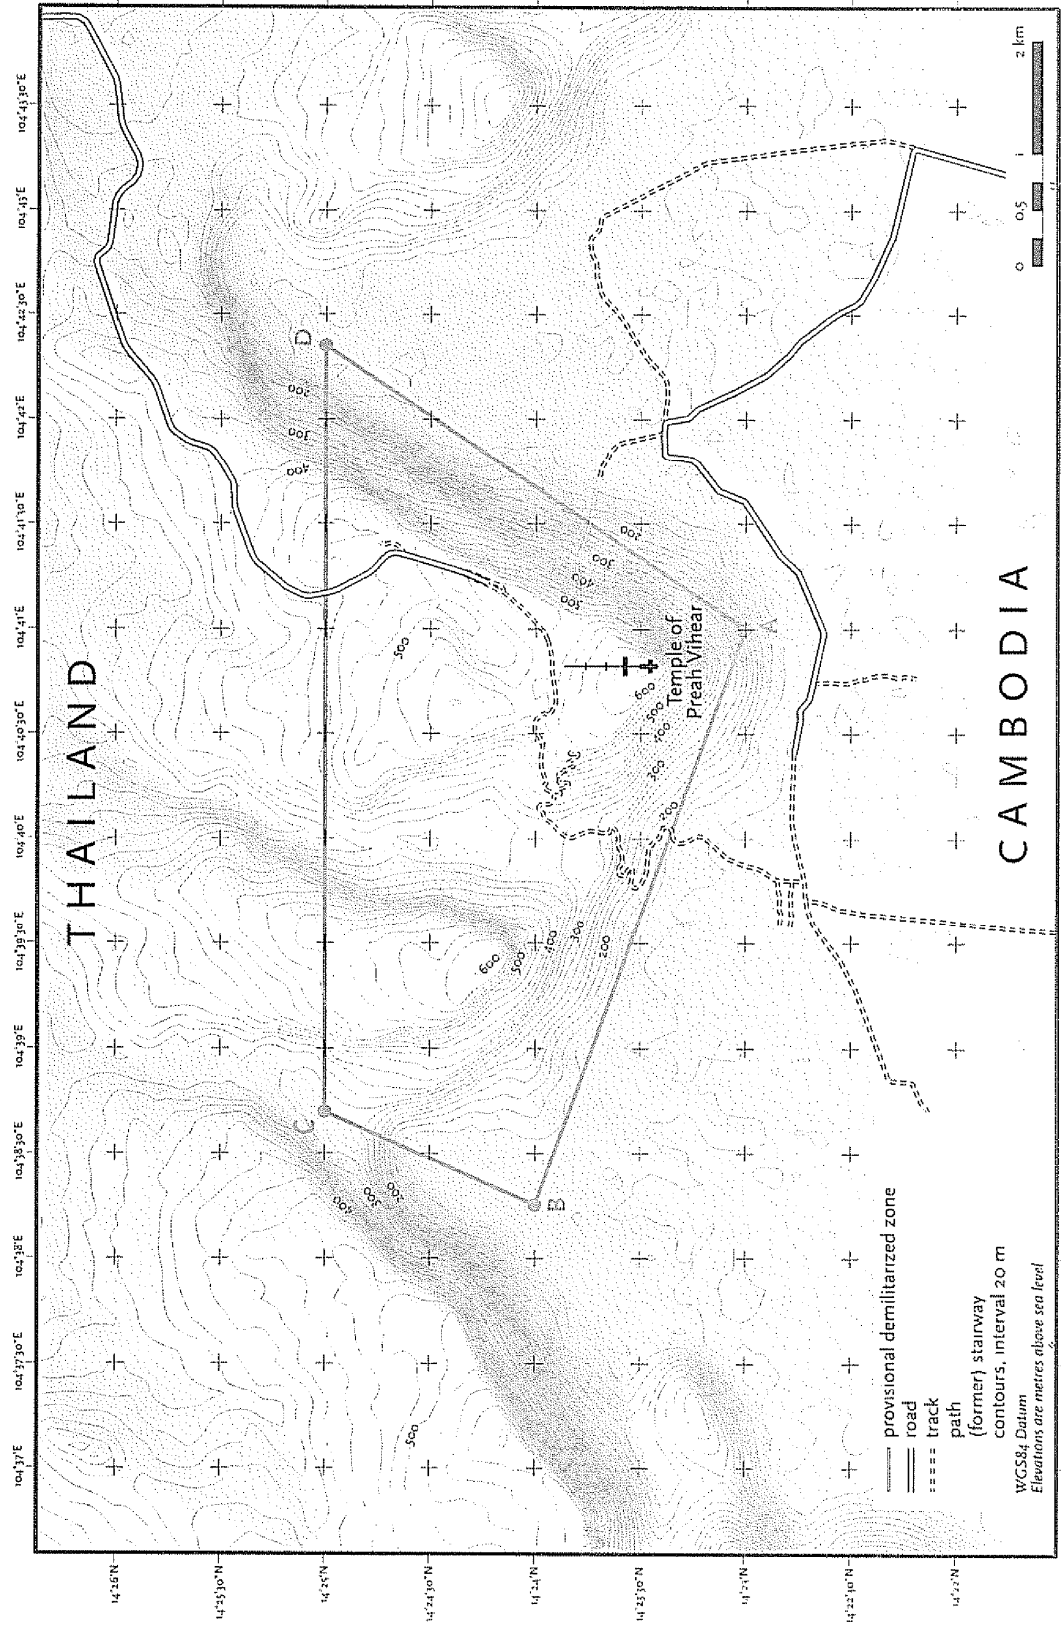 104°37'E 104°37'30"E 104°38'E 104°38'30"E 104°39'E 104°39'30"E 104°40'E 104°40'30"E 104°41'E 104°41'30"E 104°42'E 104°42'30"E 104°43'E 104°43'30"E
THAILAND
14°26'N
14°25'30"N
14°25'N
14°24'30"N
14°24'N
14°23'30"N
14°23'N
14°22'30"N
14°22'N
C
D
400
300
200
400
300
200
500
500
600
500
400
300
200
B
500
400
300
200
600
500
400
300
200
Temple of
Preah Vihear
A
CAMBODIA
provisional demilitarized zone
road
track
path
(former) stairway
contours, interval 20 m
WGS84 Datum
Elevations are metres above sea level
0 0.5 1 2 km